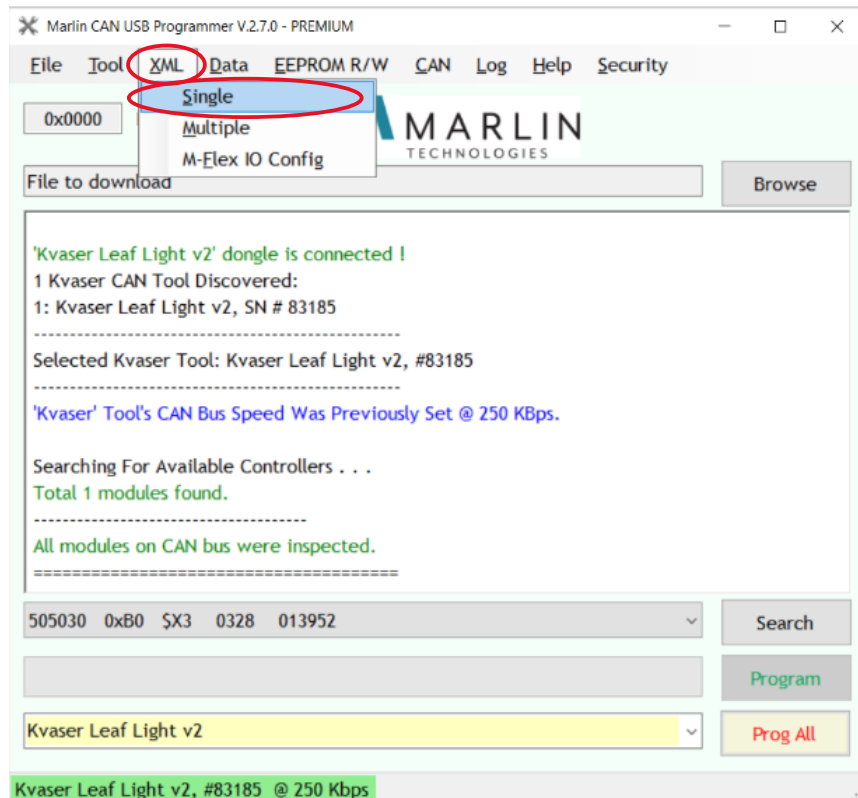 Marlin CAN USB Programmer V.2.7.0 - PREMIUM
File Tool XML Data EEPROM R/W CAN Log Help Security
Single
0x0000
Multiple
MARLIN
TECHNOLOGIES
M-Flex IO Config
File to download
Browse
'Kvaser Leaf Light v2' dongle is connected !
1 Kvaser CAN Tool Discovered:
1: Kvaser Leaf Light v2, SN # 83185
---------------------------------------------------
Selected Kvaser Tool: Kvaser Leaf Light v2, #83185
---------------------------------------------------
'Kvaser' Tool's CAN Bus Speed Was Previously Set @ 250 KBps.
Searching For Available Controllers . . .
Total 1 modules found.
--------------------------------------
All modules on CAN bus were inspected.
======================================
505030 0xB0 $X3 0328 013952
Search
Program
Kvaser Leaf Light v2
Prog All
Kvaser Leaf Light v2, #83185 @ 250 Kbps